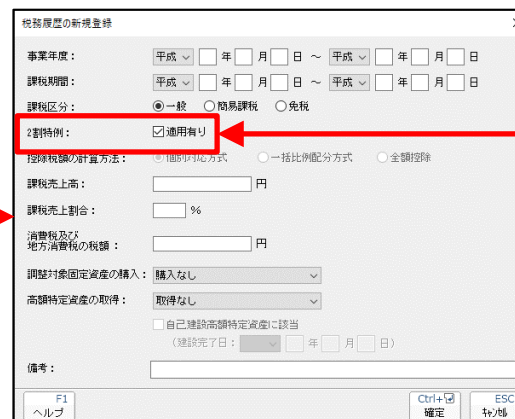 税務履歴の新規登録
事業年度： 平成 年 月 日 ～ 平成 年 月 日
課税期間： 平成 年 月 日 ～ 平成 年 月 日
課税区分： 一般 簡易課税 免税
2割特例： 適用有り
控除税額の計算方法： 個別対応方式 一括比例配分方式 全額控除
課税売上高： 円
課税売上割合： %
消費税及び
地方消費税の税額： 円
調整対象固定資産の購入： 購入なし
高額特定資産の取得： 取得なし
自己建設高額特定資産に該当
（建設完了日： 年 月 日）
備考：
F1 Ctrl+ ESC
ヘルプ 確定 ｷｬﾝｾﾙ